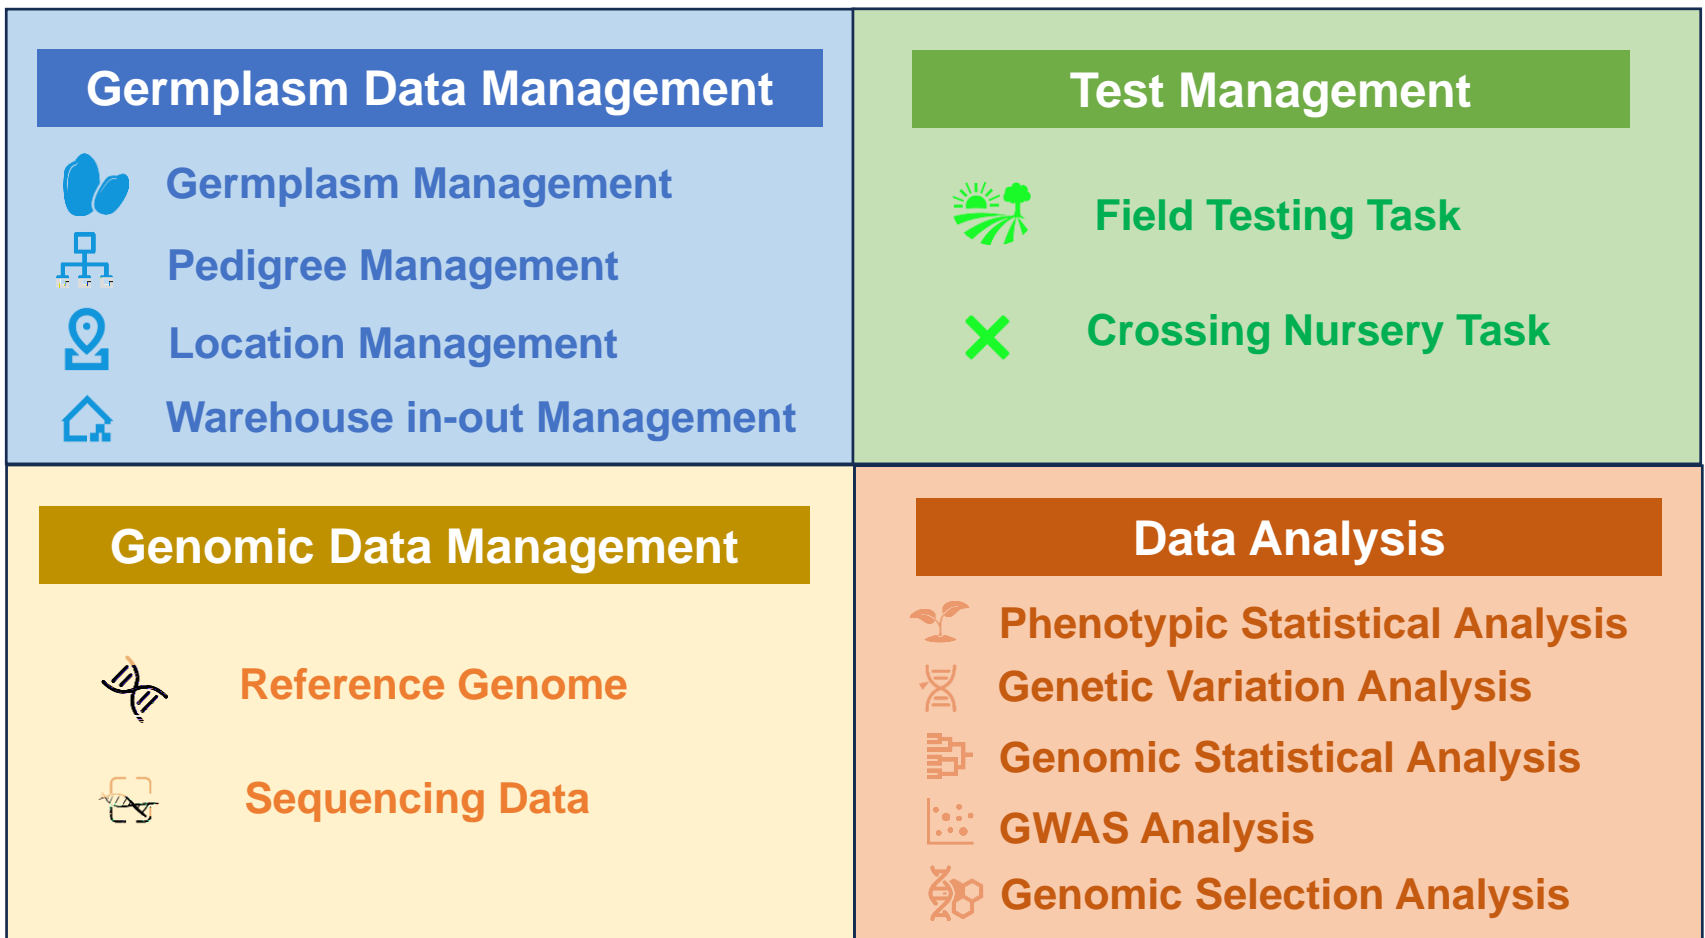 Germplasm Data Management
Germplasm Management
Pedigree Management
Location Management
Warehouse in-out Management
Test Management
Field Testing Task
Crossing Nursery Task
Genomic Data Management
Reference Genome
Sequencing Data
Data Analysis
Phenotypic Statistical Analysis
Genetic Variation Analysis
Genomic Statistical Analysis
GWAS Analysis
Genomic Selection Analysis